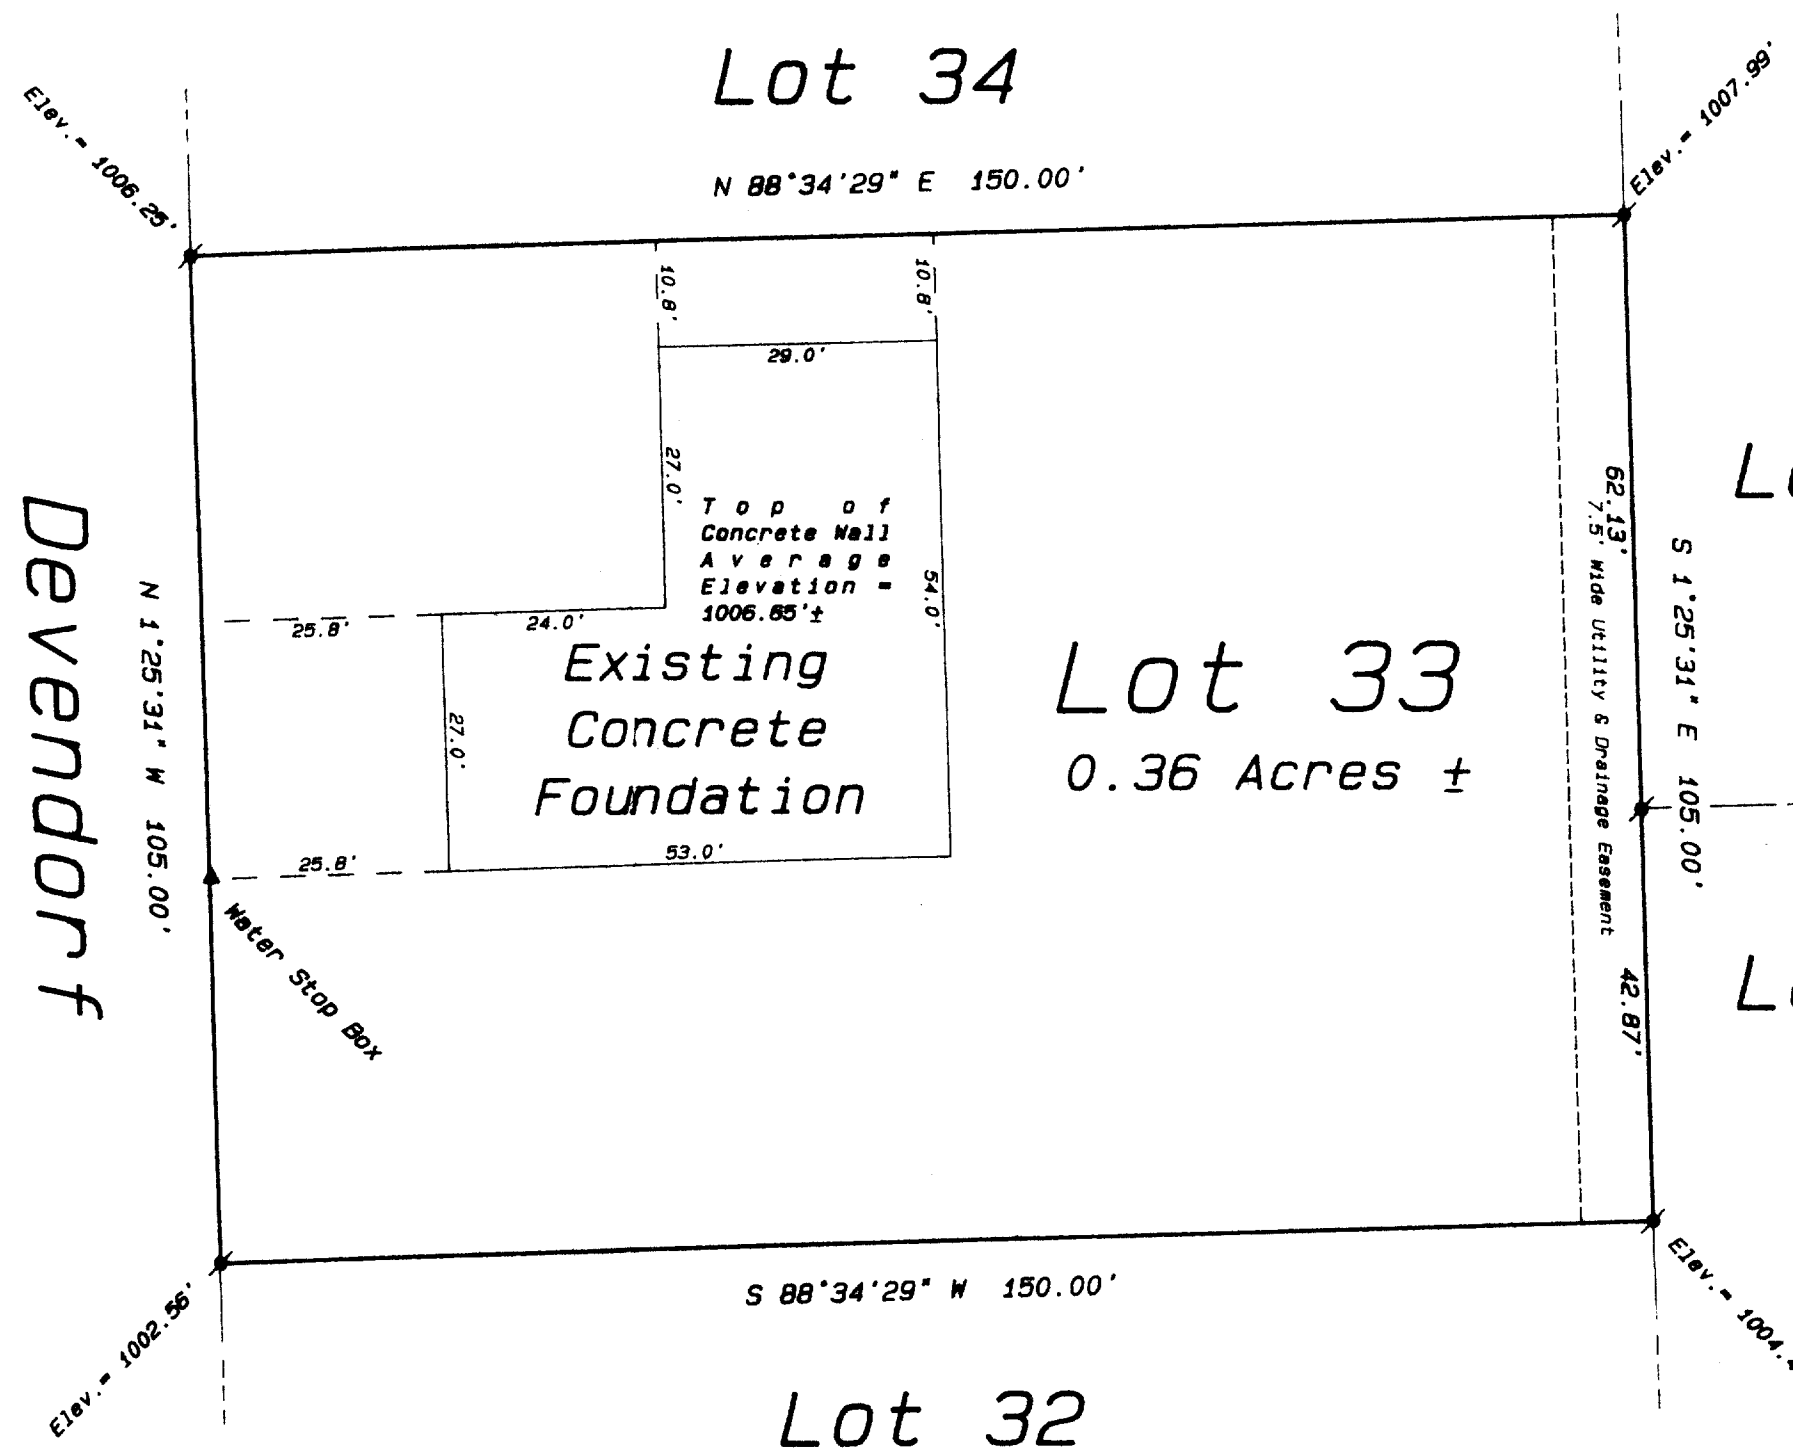 Lot 34
N 88°34'29" E 150.00'
Elev.= 1006.25'
Elev.= 1007.99'
10.8'
10.8'
29.0'
27.0'
Top of
Concrete Wall
Average
Elevation =
1006.65'±
54.0'
25.8'
24.0'
Existing
Concrete
Foundation
27.0'
53.0'
25.8'
Lot 33
0.36 Acres ±
62.13'
7.5' Wide Utility & Drainage Easement
42.87'
S 1°25'31" E 105.00'
Devendorf
N 1°25'31" W 105.00'
Water Stop Box
S 88°34'29" W 150.00'
Elev.= 1002.56'
Elev.= 1004.
Lot 32